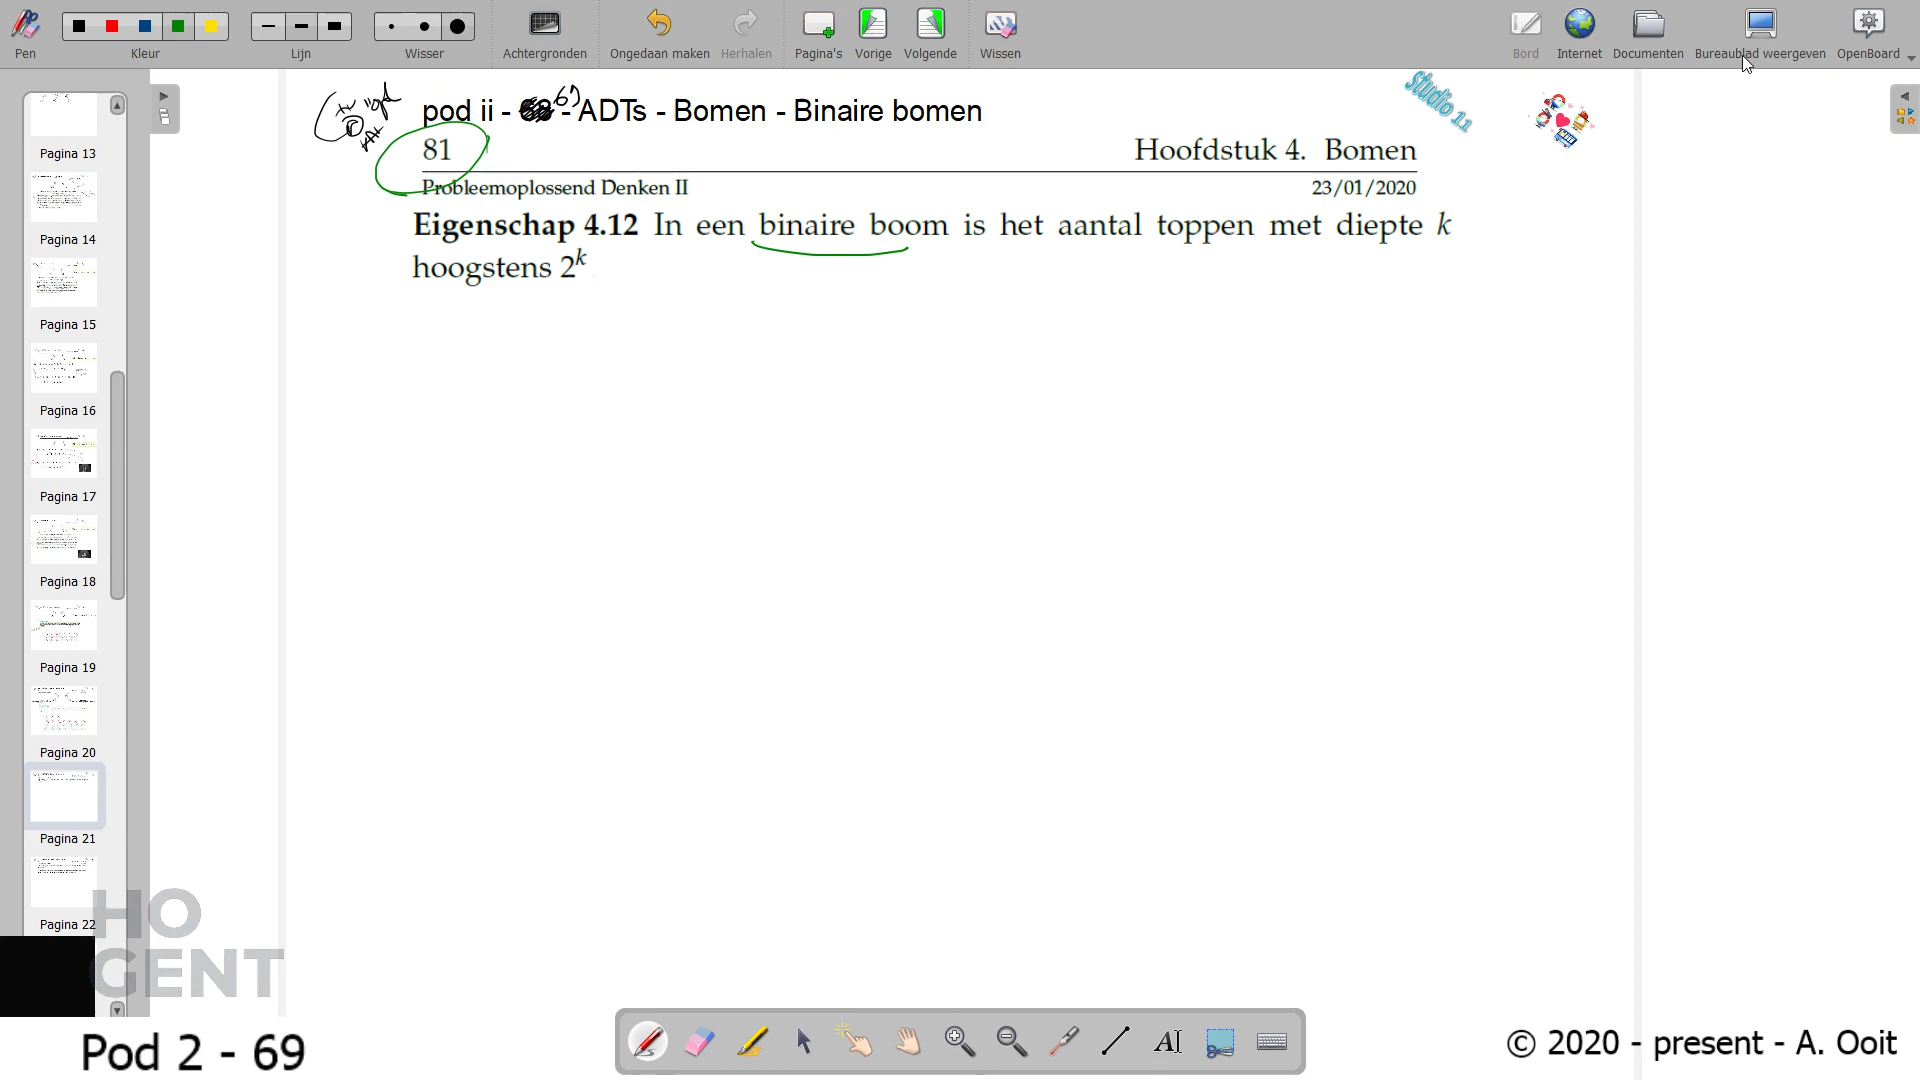 Pen
Kleur
Lijn
Wisser
Achtergronden
Ongedaan maken
Herhalen
Pagina's
Vorige
Volgende
Wissen
Bord
Internet
Documenten
Bureaublad weergeven
OpenBoard
Pagina 13
Pagina 14
Pagina 15
Pagina 16
Pagina 17
Pagina 18
Pagina 19
Pagina 20
Pagina 21
Pagina 22
pod ii - 69 - ADTs - Bomen - Binaire bomen
Studio 11
81 Hoofdstuk 4. Bomen
Probleemoplossend Denken II 23/01/2020
Eigenschap 4.12 In een binaire boom is het aantal toppen met diepte k
hoogstens 2^k
HO
GENT
Pod 2 - 69
© 2020 - present - A. Ooit